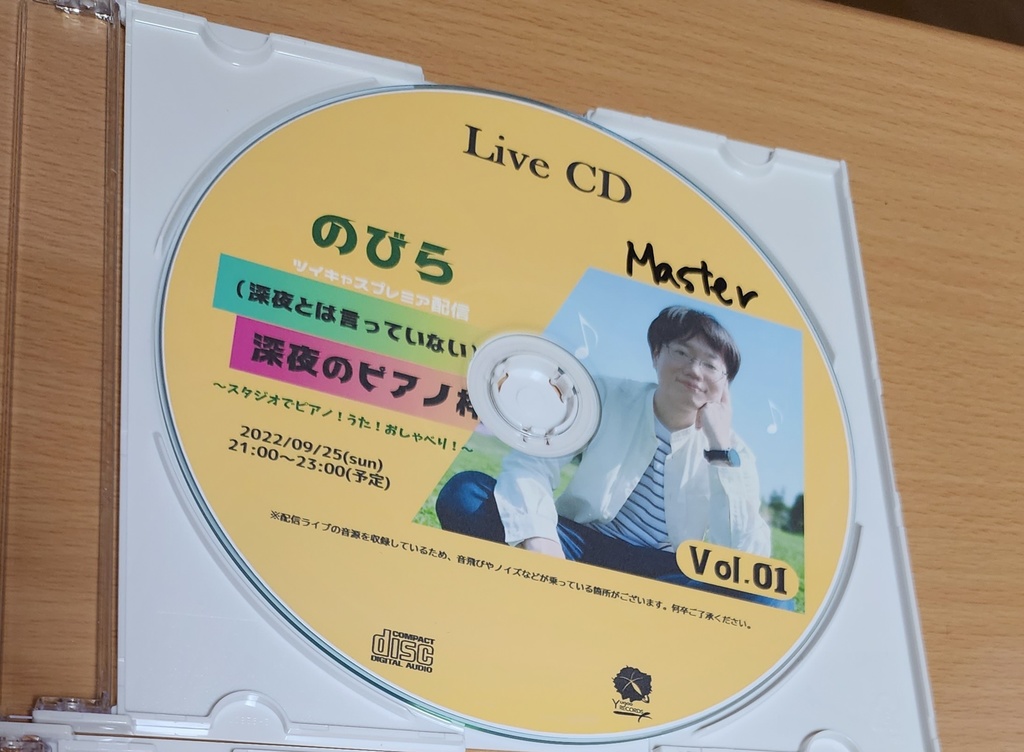 Live CD
Master
のびら
ツイキャスプレミア配信
(深夜とは言っていない)
深夜のピアノ枠
〜スタジオでピアノ！うた！おしゃべり！〜
2022/09/25(sun)
21:00〜23:00(予定)
Vol.01
※配信ライブの音源を収録しているため、音飛びやノイズなどが乗っている箇所がございます。何卒ご了承ください。
COMPACT
disc
DIGITAL AUDIO
RECORDS